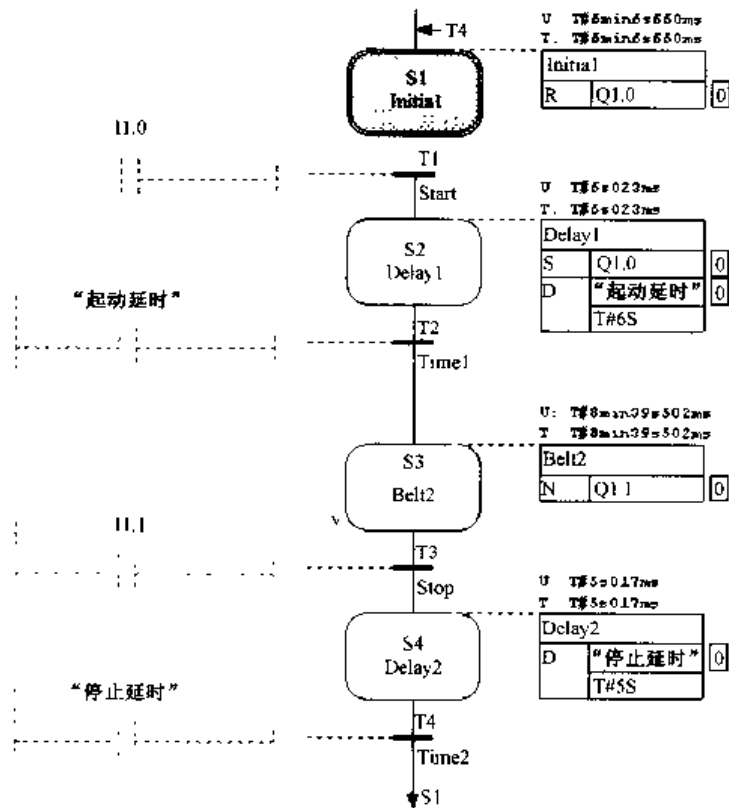 T4
U T#6min6s660ms
T. T#6min6s660ms
S1
Initial
Initial
R Q1.0 0
I1.0
T1
Start
U T#6s023ms
T. T#6s023ms
S2
Delay1
Delay1
S Q1.0 0
D “起动延时” 0
T#6S
“起动延时”
T2
Time1
U: T#8min39s502ms
T T#8min39s502ms
S3
Belt2
Belt2
N Q1 1 0
v
I1.1
T3
Stop
U T#5s017ms
T T#5s017ms
S4
Delay2
Delay2
D “停止延时” 0
T#5S
“停止延时”
T4
Time2
S1